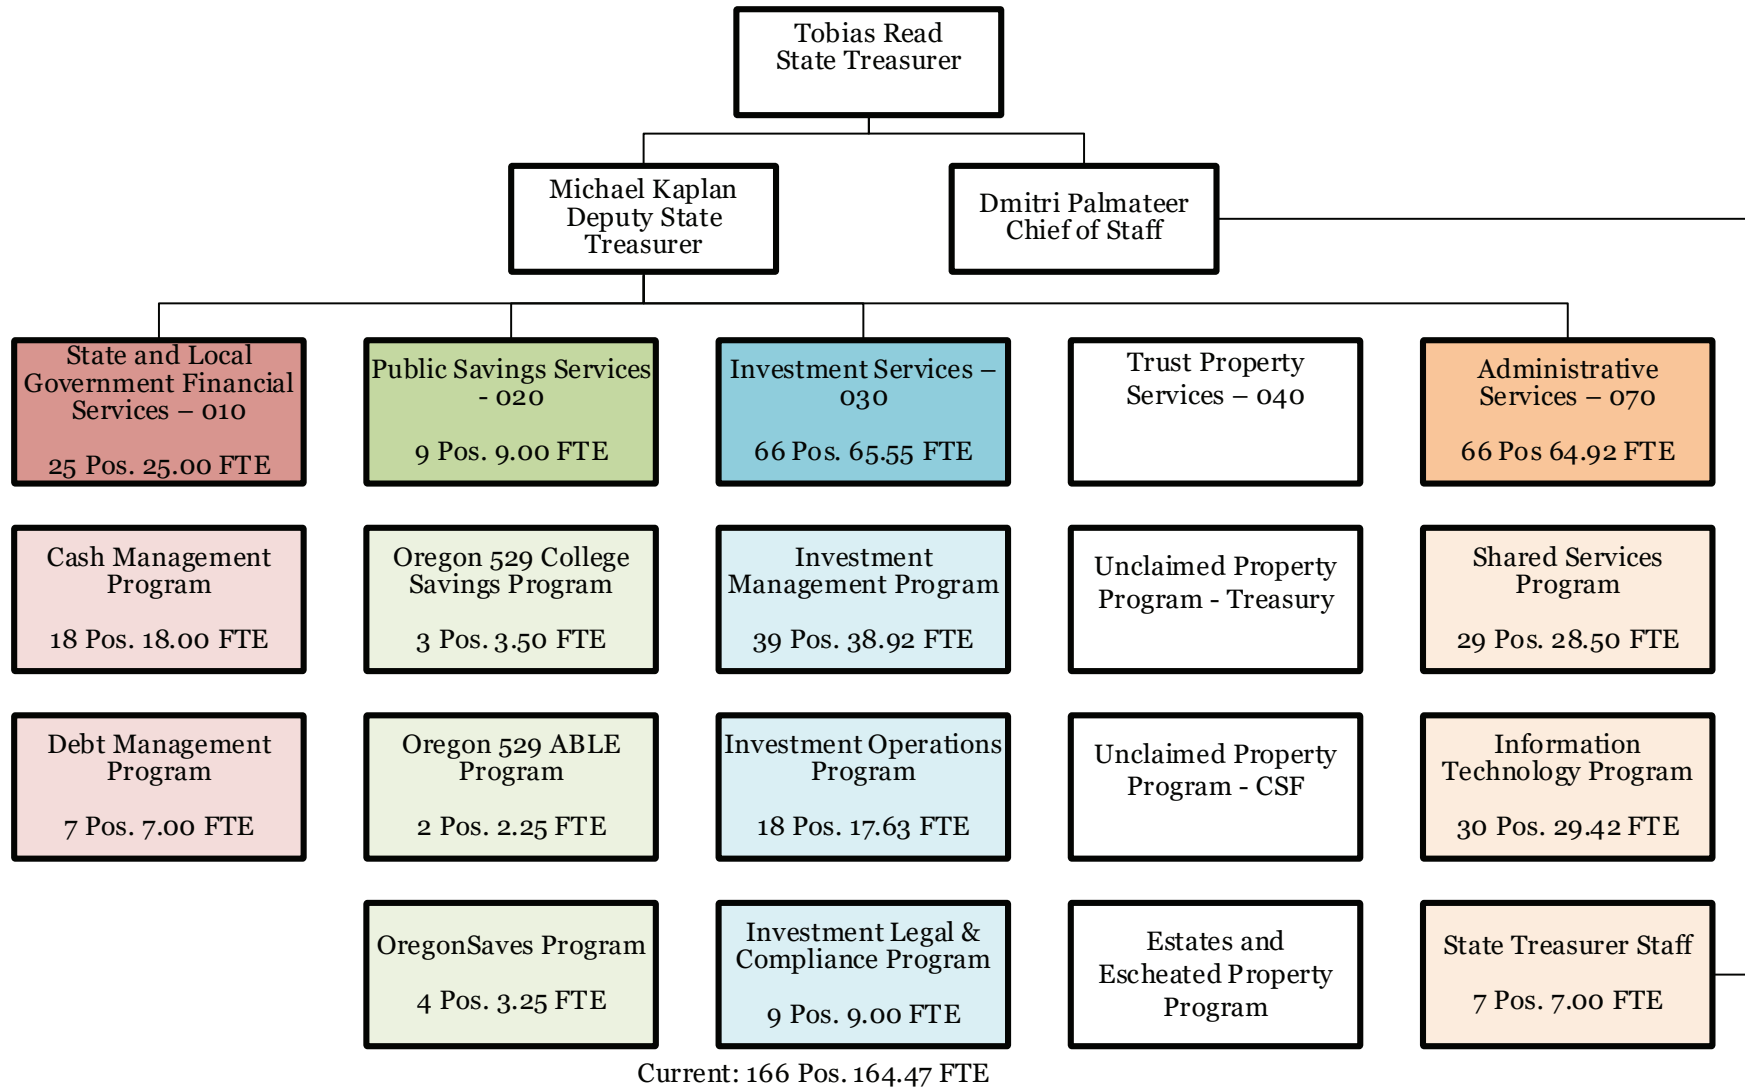 Tobias Read
State Treasurer
Michael Kaplan
Deputy State
Treasurer
Dmitri Palmateer
Chief of Staff
State and Local
Government Financial
Services – 010
25 Pos. 25.00 FTE
Public Savings Services
- 020
9 Pos. 9.00 FTE
Investment Services –
030
66 Pos. 65.55 FTE
Trust Property
Services – 040
Administrative
Services – 070
66 Pos 64.92 FTE
Cash Management
Program
18 Pos. 18.00 FTE
Oregon 529 College
Savings Program
3 Pos. 3.50 FTE
Investment
Management Program
39 Pos. 38.92 FTE
Unclaimed Property
Program - Treasury
Shared Services
Program
29 Pos. 28.50 FTE
Debt Management
Program
7 Pos. 7.00 FTE
Oregon 529 ABLE
Program
2 Pos. 2.25 FTE
Investment Operations
Program
18 Pos. 17.63 FTE
Unclaimed Property
Program - CSF
Information
Technology Program
30 Pos. 29.42 FTE
OregonSaves Program
4 Pos. 3.25 FTE
Investment Legal &
Compliance Program
9 Pos. 9.00 FTE
Estates and
Escheated Property
Program
State Treasurer Staff
7 Pos. 7.00 FTE
Current: 166 Pos. 164.47 FTE